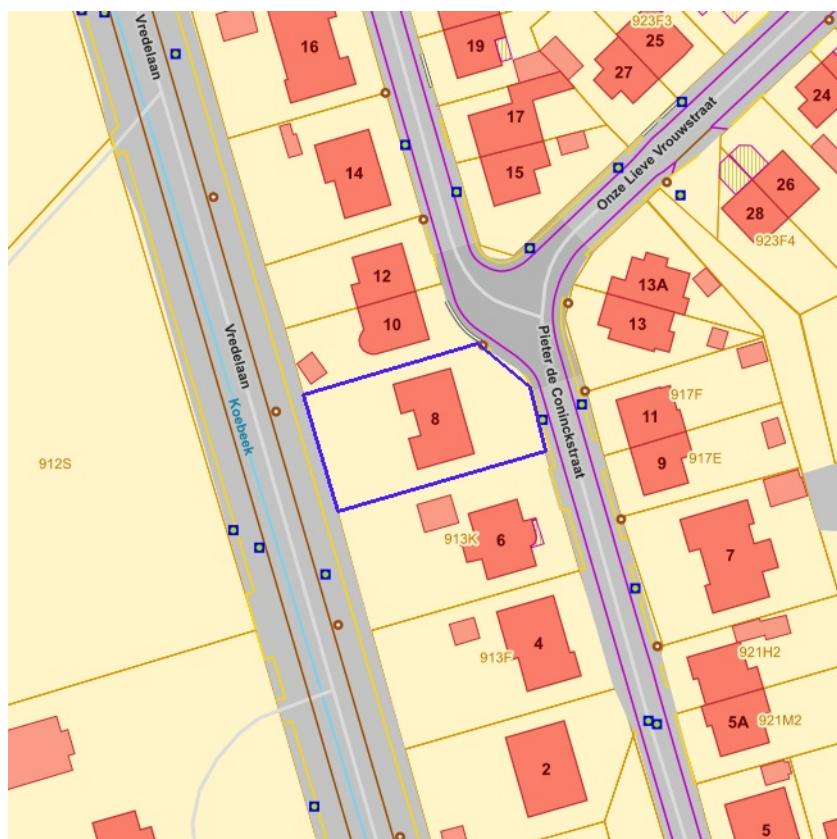 Vredelaan
16
19
923F3
25
27
24
17
15
14
Onze Lieve Vrouwstraat
26
28
923F4
12
10
13A
13
Vredelaan
Koebeek
Pieter de Coninckstraat
8
11
917F
9
917E
912S
913K
6
7
4
913F
921H2
5A
921M2
2
5